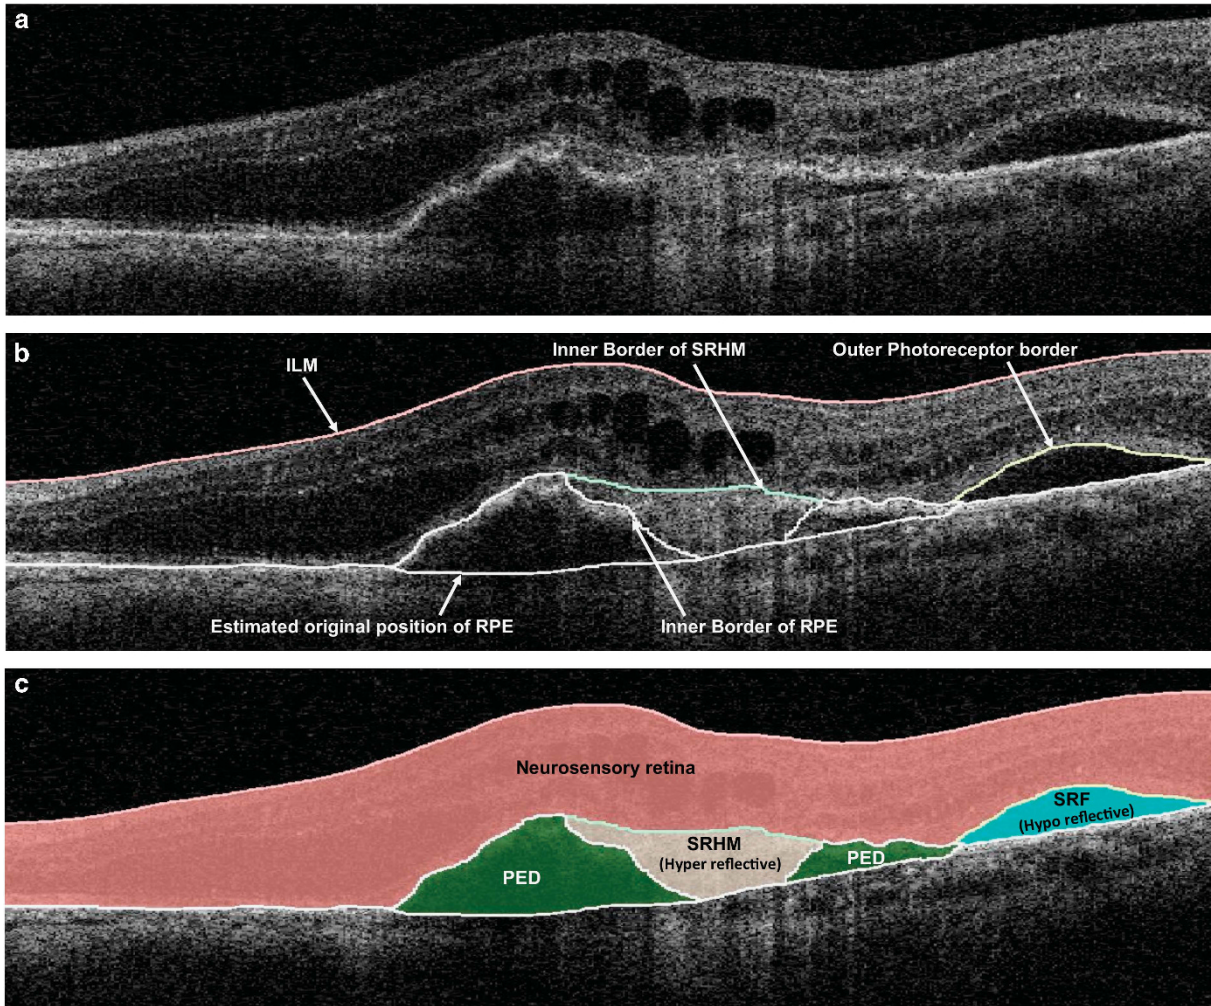 a
b
ILM
Inner Border of SRHM
Outer Photoreceptor border
Estimated original position of RPE
Inner Border of RPE
c
Neurosensory retina
SRF
(Hypo reflective)
SRHM
(Hyper reflective)
PED
PED